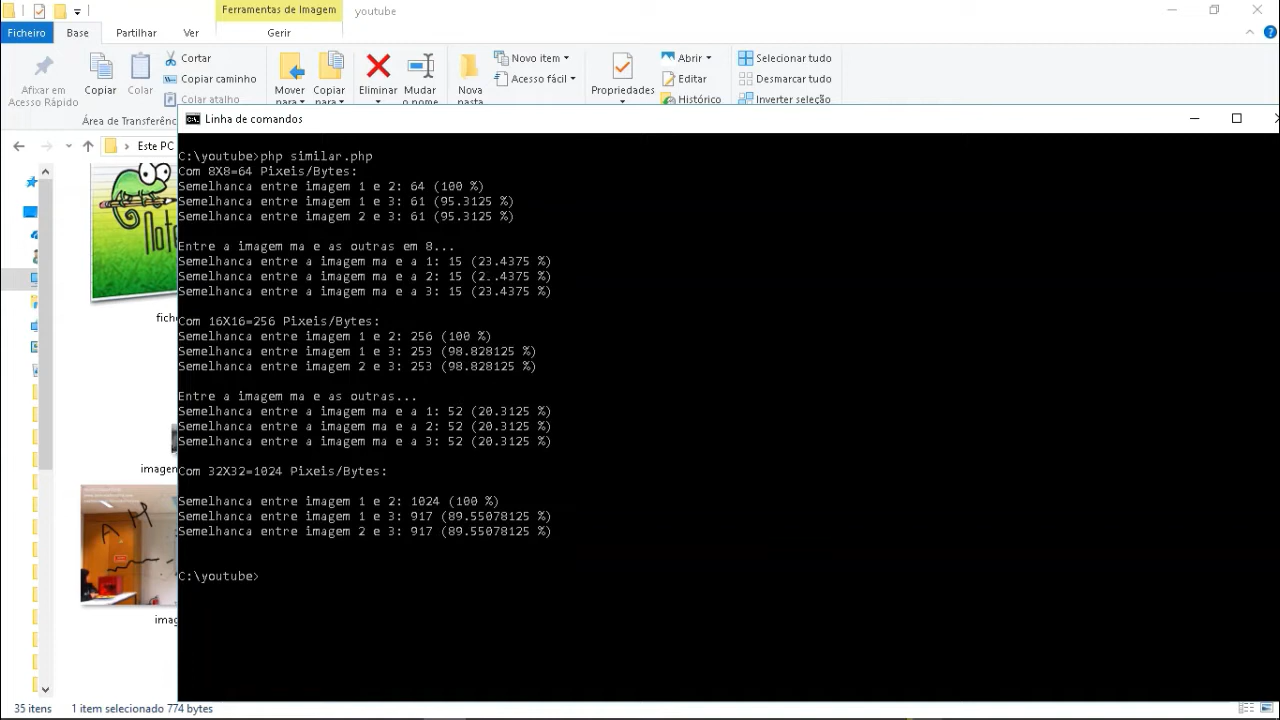 Ferramentas de Imagem
youtube
Ficheiro
Base
Partilhar
Ver
Gerir
Afixar em
Acesso Rápido
Copiar
Colar
Cortar
Copiar caminho
Colar atalho
Mover
para
Copiar
para
Eliminar
Mudar
o nome
Nova
pasta
Novo item
Acesso fácil
Propriedades
Abrir
Editar
Histórico
Selecionar tudo
Desmarcar tudo
Inverter seleção
Área de Transferênc
Este PC
Linha de comandos
C:\youtube>php similar.php
Com 8X8=64 Pixeis/Bytes:
Semelhanca entre imagem 1 e 2: 64 (100 %)
Semelhanca entre imagem 1 e 3: 61 (95.3125 %)
Semelhanca entre imagem 2 e 3: 61 (95.3125 %)
Entre a imagem ma e as outras em 8...
Semelhanca entre a imagem ma e a 1: 15 (23.4375 %)
Semelhanca entre a imagem ma e a 2: 15 (2..4375 %)
Semelhanca entre a imagem ma e a 3: 15 (23.4375 %)
Com 16X16=256 Pixeis/Bytes:
Semelhanca entre imagem 1 e 2: 256 (100 %)
Semelhanca entre imagem 1 e 3: 253 (98.828125 %)
Semelhanca entre imagem 2 e 3: 253 (98.828125 %)
Entre a imagem ma e as outras...
Semelhanca entre a imagem ma e a 1: 52 (20.3125 %)
Semelhanca entre a imagem ma e a 2: 52 (20.3125 %)
Semelhanca entre a imagem ma e a 3: 52 (20.3125 %)
Com 32X32=1024 Pixeis/Bytes:
Semelhanca entre imagem 1 e 2: 1024 (100 %)
Semelhanca entre imagem 1 e 3: 917 (89.55078125 %)
Semelhanca entre imagem 2 e 3: 917 (89.55078125 %)
C:\youtube>
Note
fich
imagen
imag
35 itens
1 item selecionado 774 bytes